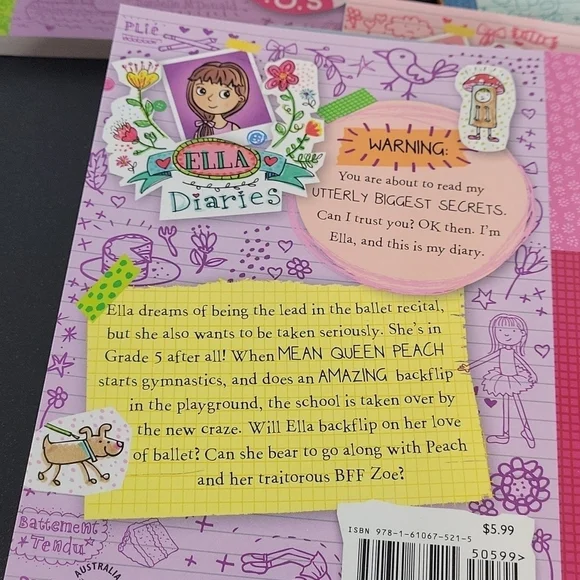 PLIÉ
ELLA
Diaries
WARNING:
You are about to read my
UTTERLY BIGGEST SECRETS.
Can I trust you? OK then. I'm
Ella, and this is my diary.
Ella dreams of being the lead in the ballet recital,
but she also wants to be taken seriously. She's in
Grade 5 after all! When MEAN QUEEN PEACH
starts gymnastics, and does an AMAZING backflip
in the playground, the school is taken over by
the new craze. Will Ella backflip on her love
of ballet? Can she bear to go along with Peach
and her traitorous BFF Zoe?
Battement
Tendu
AUSTRALIA
ISBN 978-1-61067-521-5
$5.99
50599>